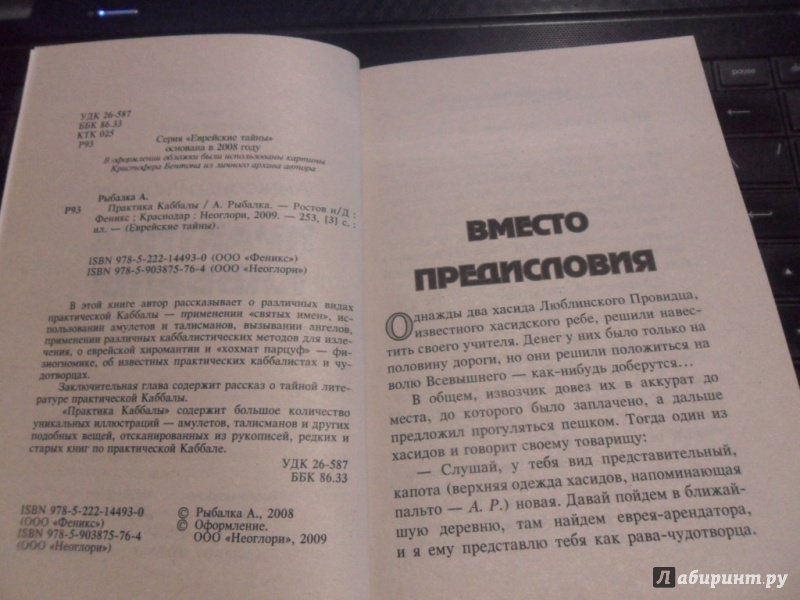 УДК 26-587
ББК 86.33
КТК 025
Р93
Серия «Еврейские тайны»
основана в 2008 году
В оформлении обложки были использованы картины
Кристофера Бентона из личного архива автора
Рыбалка А.
Р93 Практика Каббалы / А. Рыбалка. — Ростов н/Д :
Феникс ; Краснодар : Неоглори, 2009. — 253, [3] с. :
ил. — (Еврейские тайны).
ISBN 978-5-222-14493-0 (ООО «Феникс»)
ISBN 978-5-903875-76-4 (ООО «Неоглори»)
В этой книге автор рассказывает о различных видах
практической Каббалы — применении «святых имен», ис-
пользовании амулетов и талисманов, вызывании ангелов,
применении различных каббалистических методов для изле-
чения, о еврейской хиромантии и «хохмат парцуф» — фи-
зиогномике, об известных практических каббалистах и чу-
дотворцах.
Заключительная глава содержит рассказ о тайной лите-
ратуре практической Каббалы.
«Практика Каббалы» содержит большое количество
уникальных иллюстраций — амулетов, талисманов и других
подобных вещей, отсканированных из рукописей, редких и
старых книг по практической Каббале.
УДК 26-587
ББК 86.33
ISBN 978-5-222-14493-0
(ООО «Феникс»)
ISBN 978-5-903875-76-4
(ООО «Неоглори»)
© Рыбалка А., 2008
© Оформление.
ООО «Неоглори», 2009
ВМЕСТО
ПРЕДИСЛОВИЯ
Однажды два хасида Люблинского Провидца,
известного хасидского ребе, решили навес-
тить своего учителя. Денег у них было только на
половину дороги, но они решили положиться на
волю Всевышнего — как-нибудь доберутся…
В общем, извозчик довез их в аккурат до
места, до которого было заплачено, а дальше
предложил прогуляться пешком. Тогда один из
хасидов и говорит своему товарищу:
— Слушай, у тебя вид представительный,
капота (верхняя одежда хасидов, напоминающая
пальто — А. Р.) новая. Давай пойдем в ближай-
шую деревню, там найдем еврея-арендатора,
и я ему представлю тебя как рава-чудотворца.
pause
Лабиринт.ру